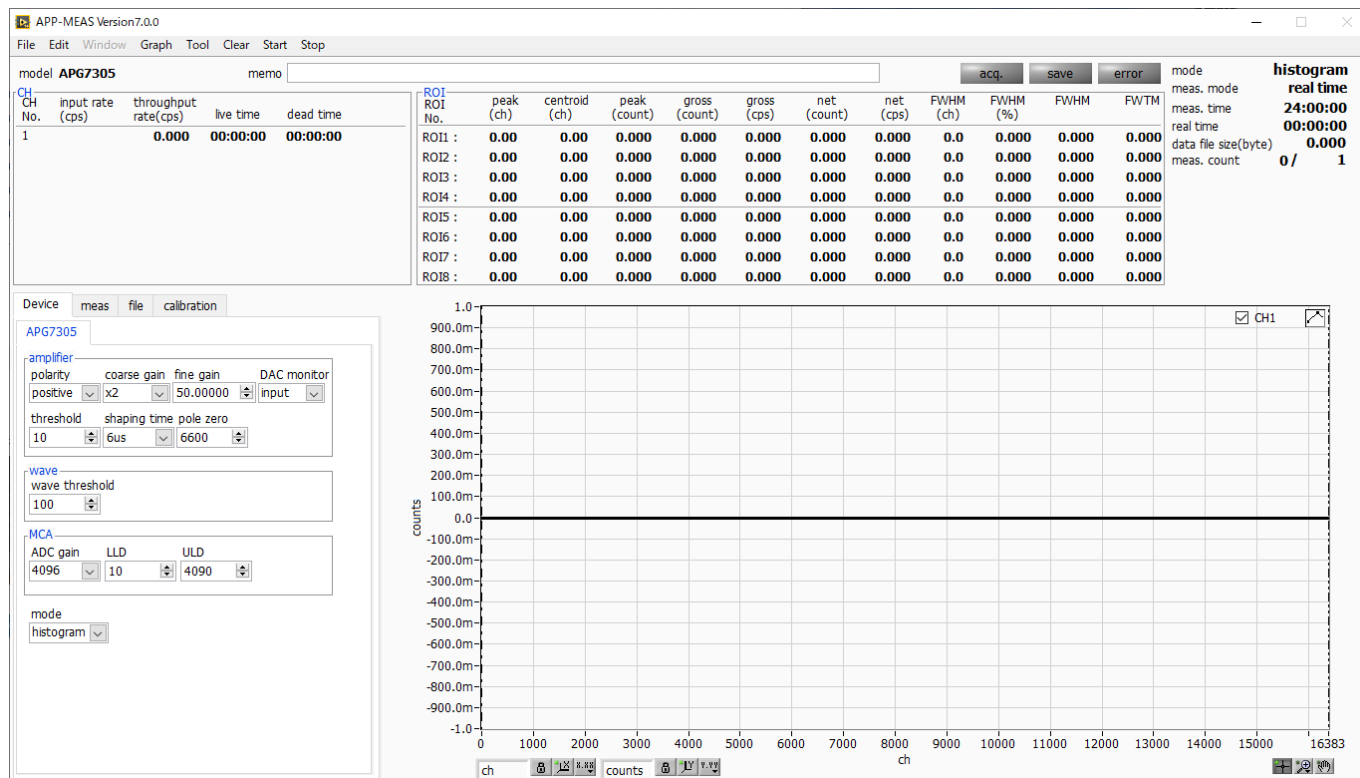 APP-MEAS Version7.0.0
File Edit Window Graph Tool Clear Start Stop
model APG7305 memo acq. save error
mode histogram
meas. mode real time
meas. time 24:00:00
real time 00:00:00
data file size(byte) 0.000
meas. count 0 / 1
CH
CH No. input rate (cps) throughput rate(cps) live time dead time
1 0.000 00:00:00 00:00:00
ROI
ROI No. peak (ch) centroid (ch) peak (count) gross (count) gross (cps) net (count) net (cps) FWHM (ch) FWHM (%) FWHM FWTM
ROI1 : 0.00 0.00 0.000 0.000 0.000 0.000 0.000 0.0 0.000 0.000 0.000
ROI2 : 0.00 0.00 0.000 0.000 0.000 0.000 0.000 0.0 0.000 0.000 0.000
ROI3 : 0.00 0.00 0.000 0.000 0.000 0.000 0.000 0.0 0.000 0.000 0.000
ROI4 : 0.00 0.00 0.000 0.000 0.000 0.000 0.000 0.0 0.000 0.000 0.000
ROI5 : 0.00 0.00 0.000 0.000 0.000 0.000 0.000 0.0 0.000 0.000 0.000
ROI6 : 0.00 0.00 0.000 0.000 0.000 0.000 0.000 0.0 0.000 0.000 0.000
ROI7 : 0.00 0.00 0.000 0.000 0.000 0.000 0.000 0.0 0.000 0.000 0.000
ROI8 : 0.00 0.00 0.000 0.000 0.000 0.000 0.000 0.0 0.000 0.000 0.000
Device meas file calibration
APG7305
amplifier
polarity coarse gain fine gain DAC monitor
positive x2 50.00000 input
threshold shaping time pole zero
10 6us 6600
wave
wave threshold
100
MCA
ADC gain LLD ULD
4096 10 4090
mode
histogram
CH1
1.0
900.0m
800.0m
700.0m
600.0m
500.0m
400.0m
300.0m
200.0m
100.0m
0.0
-100.0m
-200.0m
-300.0m
-400.0m
-500.0m
-600.0m
-700.0m
-800.0m
-900.0m
-1.0
counts
0 1000 2000 3000 4000 5000 6000 7000 8000 9000 10000 11000 12000 13000 14000 15000 16383
ch
ch X X.XX counts Y Y.YY